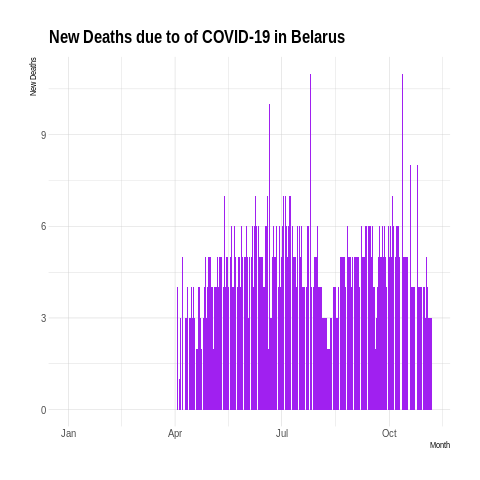 New Deaths due to of COVID-19 in Belarus
New Deaths
9
6
3
0
Jan Apr Jul Oct
Month